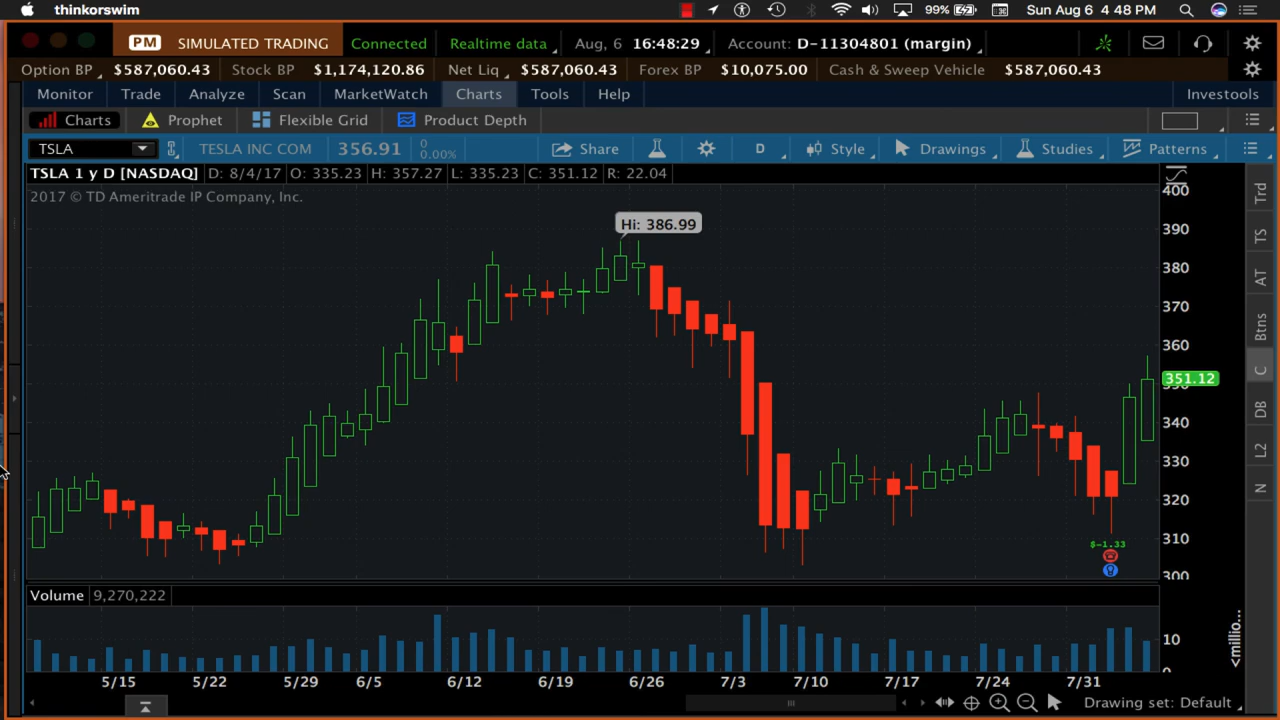 thinkorswim 99% Sun Aug 6 4:48 PM
PM SIMULATED TRADING Connected Realtime data Aug, 6 16:48:29 Account: D-11304801 (margin)
Option BP $587,060.43 Stock BP $1,174,120.86 Net Liq $587,060.43 Forex BP $10,075.00 Cash & Sweep Vehicle $587,060.43
Monitor Trade Analyze Scan MarketWatch Charts Tools Help Investools
Charts Prophet Flexible Grid Product Depth
TSLA TESLA INC COM 356.91 0 0.00% Share D Style Drawings Studies Patterns
TSLA 1 y D [NASDAQ] D: 8/4/17 O: 335.23 H: 357.27 L: 335.23 C: 351.12 R: 22.04
2017 © TD Ameritrade IP Company, Inc.
Hi: 386.99
400
390
380
370
360
351.12
350
340
330
320
310
300
$-1.33
Trd
TS
AT
Btns
C
DB
L2
N
Volume 9,270,222
10
0
<millio...
5/15 5/22 5/29 6/5 6/12 6/19 6/26 7/3 7/10 7/17 7/24 7/31
Drawing set: Default